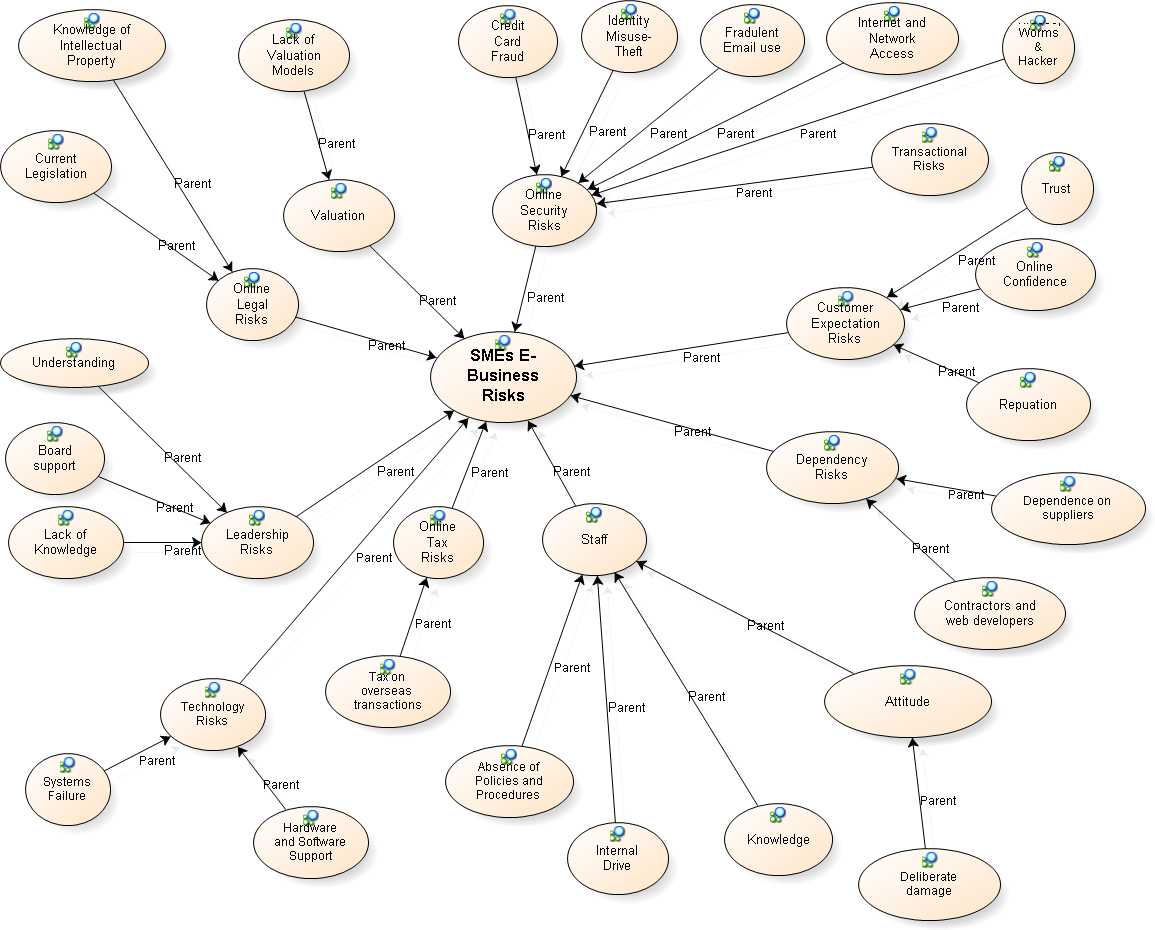 Knowledge of
Intellectual
Property
Lack of
Valuation
Models
Credit
Card
Fraud
Identity
Misuse-
Theft
Fradulent
Email use
Internet and
Network
Access
Worms
&
Hacker
Parent
Parent
Parent
Parent
Parent
Parent
Current
Legislation
Transactional
Risks
Parent
Parent
Trust
Valuation
Online
Security
Risks
Parent
Parent
Online
Confidence
Online
Legal
Risks
Parent
Parent
Customer
Expectation
Risks
Parent
Parent
Understanding
SMEs E-
Business
Risks
Parent
Parent
Repuation
Board
support
Parent
Parent
Parent
Parent
Parent
Parent
Dependency
Risks
Parent
Dependence on
suppliers
Lack of
Knowledge
Parent
Leadership
Risks
Online
Tax
Risks
Staff
Parent
Parent
Contractors and
web developers
Parent
Parent
Tax on
overseas
transactions
Parent
Parent
Parent
Attitude
Technology
Risks
Parent
Systems
Failure
Parent
Absence of
Policies and
Procedures
Parent
Hardware
and Software
Support
Internal
Drive
Knowledge
Deliberate
damage